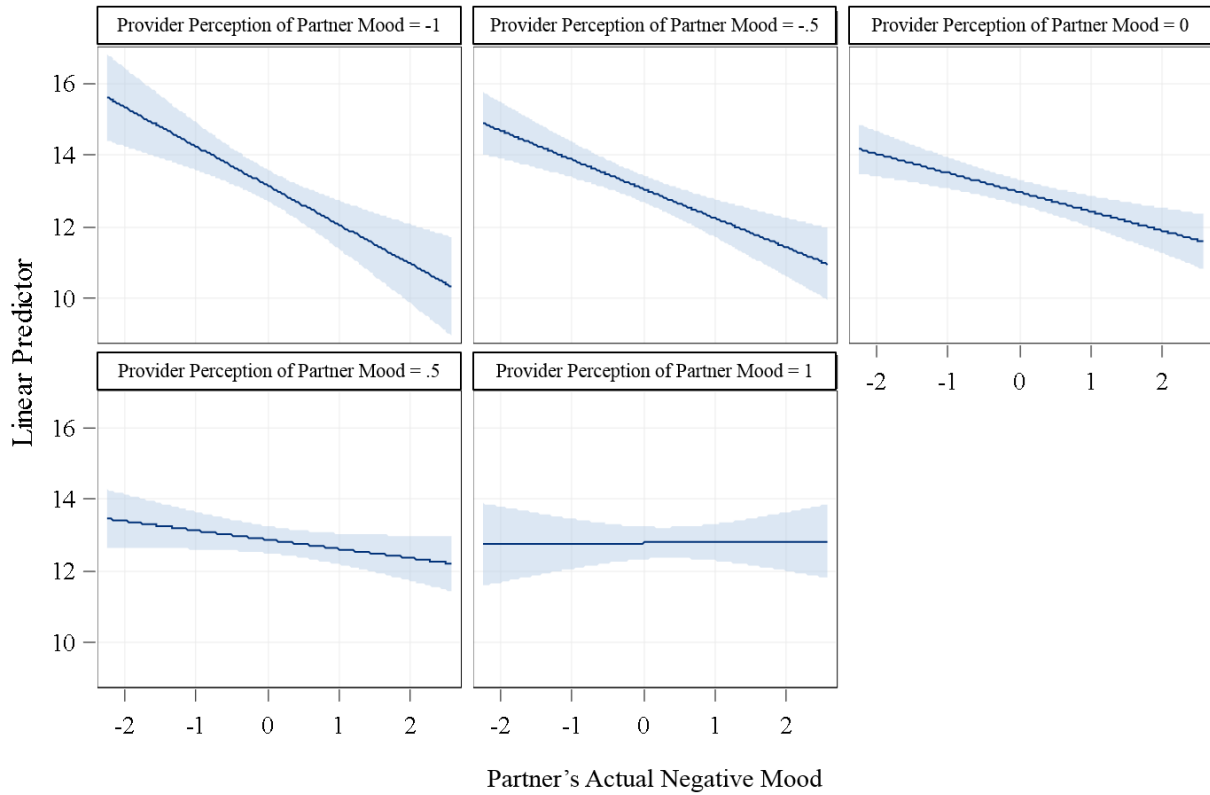 Provider Perception of Partner Mood = -1
Provider Perception of Partner Mood = -.5
Provider Perception of Partner Mood = 0
16
14
12
10
-2 -1 0 1 2
Linear Predictor
Provider Perception of Partner Mood = .5
Provider Perception of Partner Mood = 1
16
14
12
10
-2 -1 0 1 2
-2 -1 0 1 2
Partner’s Actual Negative Mood